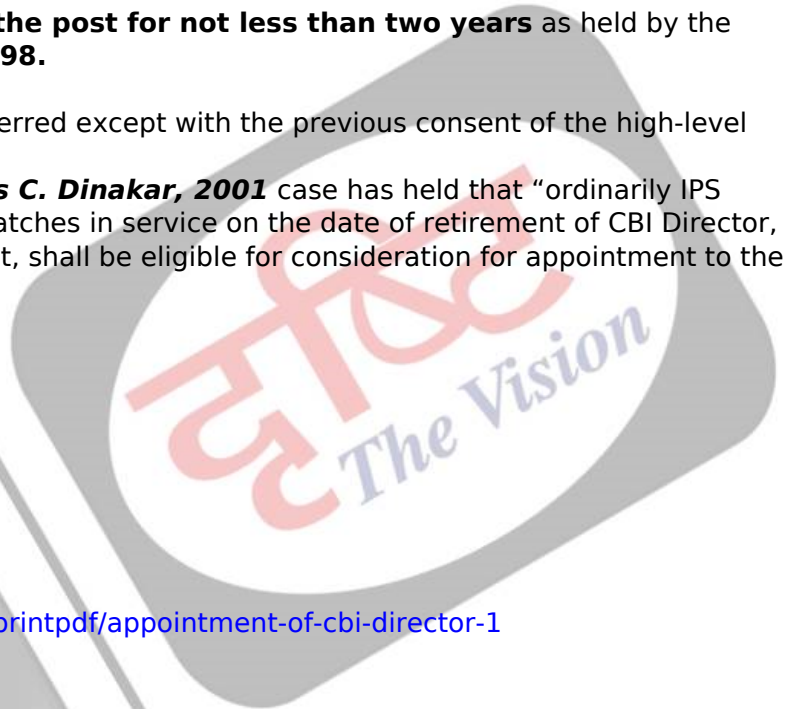 the post for not less than two years as held by the
98.
erred except with the previous consent of the high-level
s C. Dinakar, 2001 case has held that “ordinarily IPS
atches in service on the date of retirement of CBI Director,
t, shall be eligible for consideration for appointment to the
दृष्टि
The Vision
printpdf/appointment-of-cbi-director-1